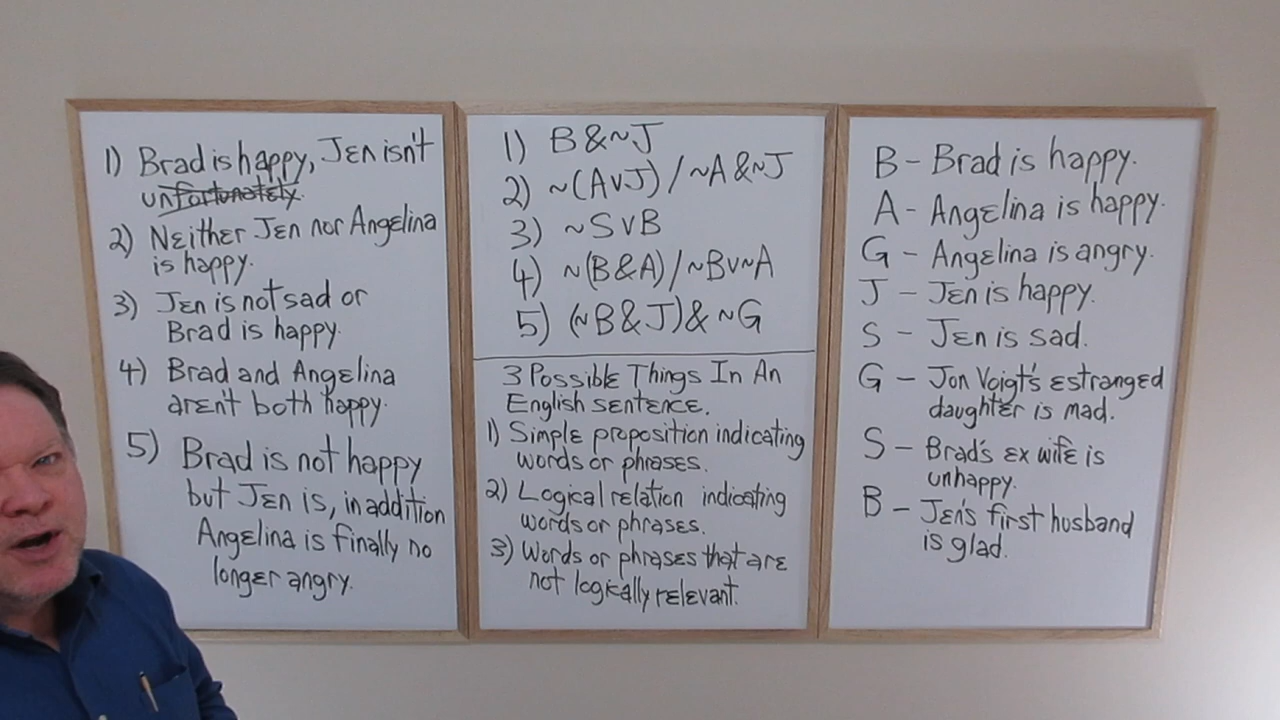 1) Brad is happy, Jen isn't
unfortunately.
2) Neither Jen nor Angelina
is happy.
3) Jen is not sad or
Brad is happy.
4) Brad and Angelina
aren't both happy.
5) Brad is not happy
but Jen is, in addition
Angelina is finally no
longer angry.
1) B & ~J
2) ~(A v J) / ~A & ~J
3) ~S v B
4) ~(B & A) / ~B v ~A
5) (~B & J) & ~G
3 Possible Things In An
English sentence.
1) Simple proposition indicating
words or phrases.
2) Logical relation indicating
words or phrases.
3) Words or phrases that are
not logically relevant.
B - Brad is happy.
A - Angelina is happy.
G - Angelina is angry.
J - Jen is happy.
S - Jen is sad.
G - Jon Voigt's estranged
daughter is mad.
S - Brad's ex wife is
unhappy.
B - Jen's first husband
is glad.